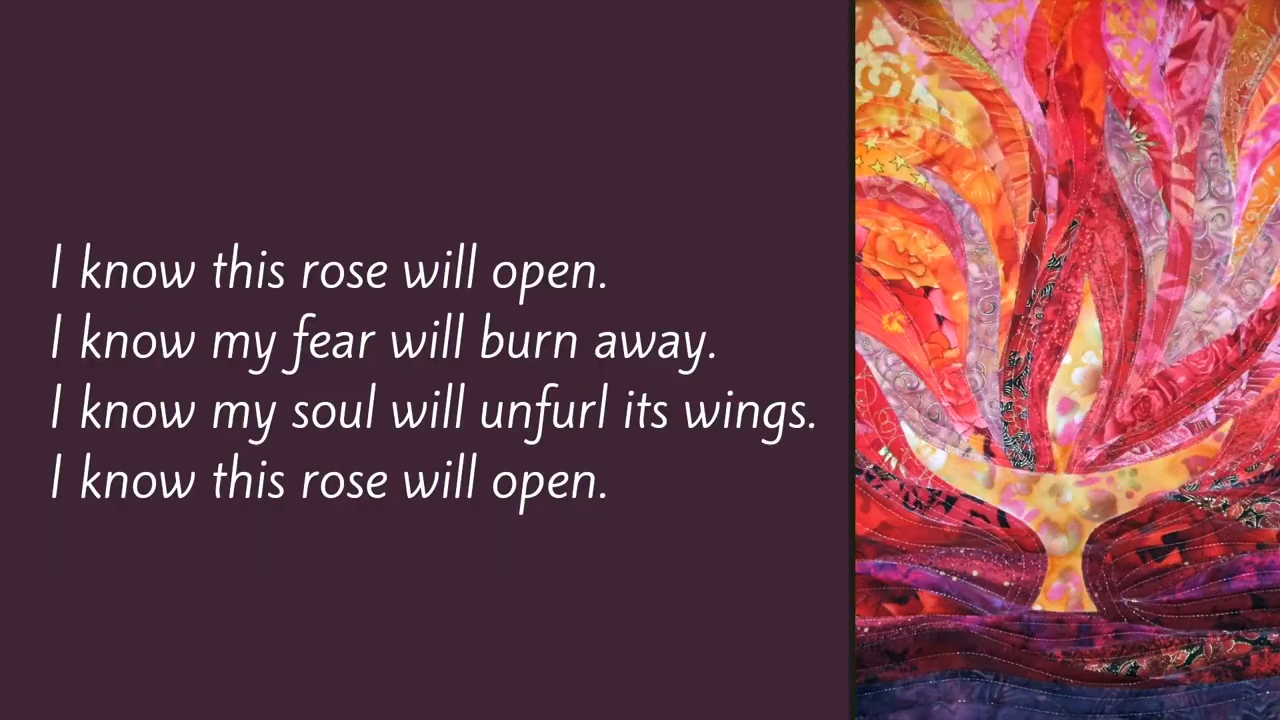 I know this rose will open.
I know my fear will burn away.
I know my soul will unfurl its wings.
I know this rose will open.